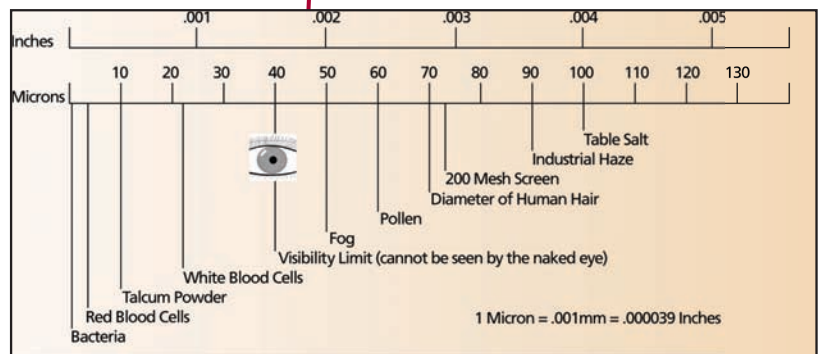 .001 .002 .003 .004 .005
Inches
10 20 30 40 50 60 70 80 90 100 110 120 130
Microns
Table Salt
Industrial Haze
200 Mesh Screen
Diameter of Human Hair
Pollen
Fog
Visibility Limit (cannot be seen by the naked eye)
White Blood Cells
Talcum Powder
Red Blood Cells
1 Micron = .001mm = .000039 Inches
Bacteria